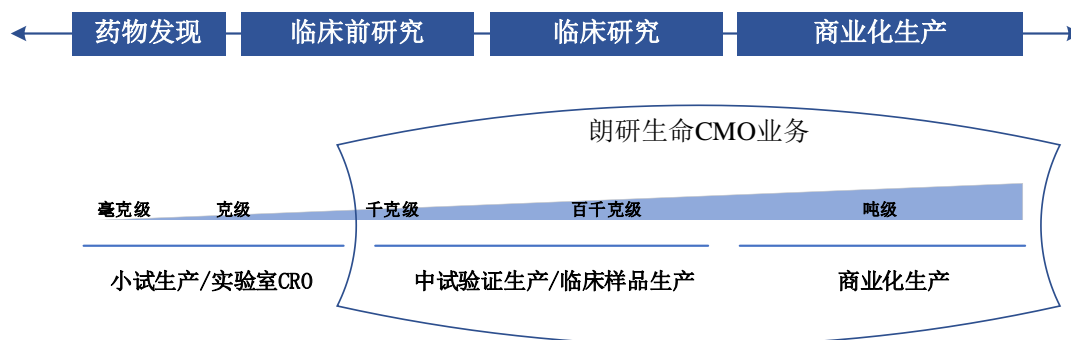 药物发现 临床前研究 临床研究 商业化生产
朗研生命CMO业务
毫克级 克级 千克级 百千克级 吨级
小试生产/实验室CRO 中试验证生产/临床样品生产 商业化生产